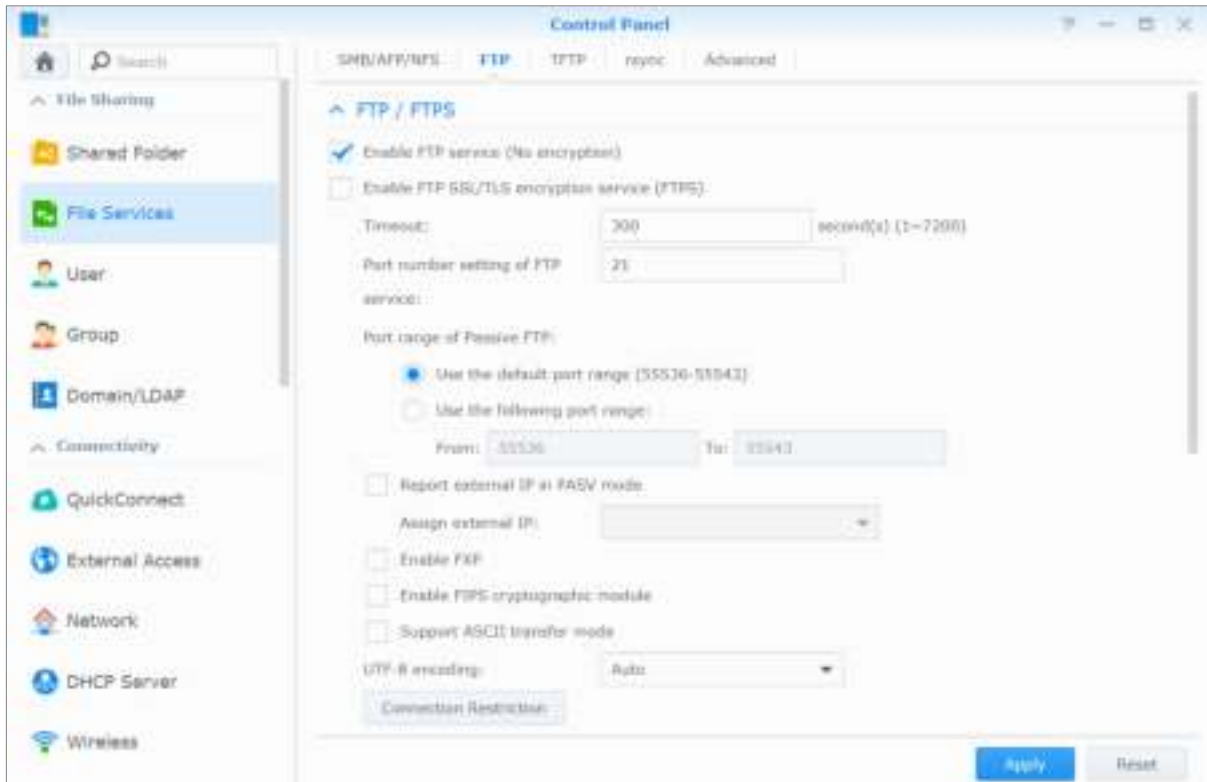 Control Panel
Search
SMB/AFP/NFS FTP TFTP rsync Advanced
File Sharing
Shared Folder
File Services
User
Group
Domain/LDAP
Connectivity
QuickConnect
External Access
Network
DHCP Server
Wireless
FTP / FTPS
Enable FTP service (No encryption)
Enable FTP SSL/TLS encryption service (FTPS)
Timeout: 300 second(s) (1~7200)
Port number setting of FTP 21
service:
Port range of Passive FTP:
Use the default port range (55536-55543)
Use the following port range:
From: 55536 To: 55543
Report external IP in PASV mode
Assign external IP:
Enable FXP
Enable FIPS cryptographic module
Support ASCII transfer mode
UTF-8 encoding: Auto
Connection Restriction
Apply Reset